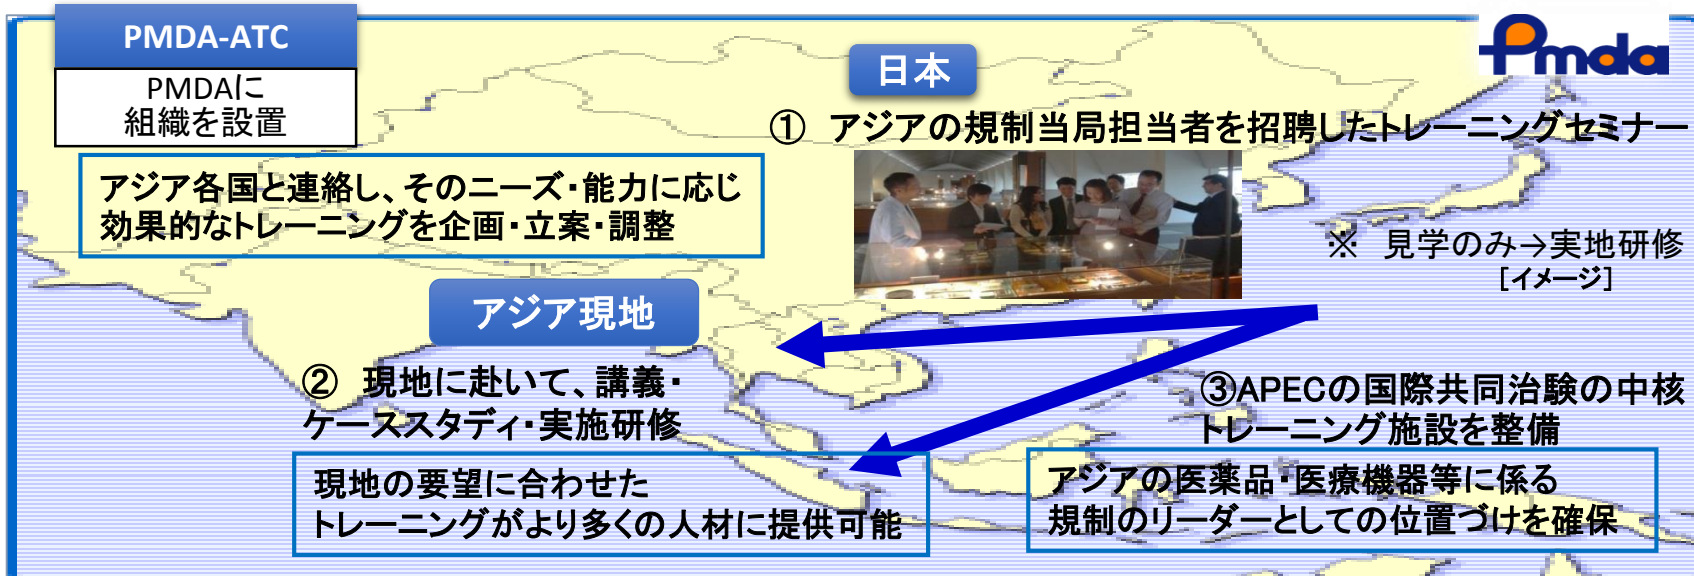 PMDA-ATC
PMDAに
組織を設置
アジア各国と連絡し、そのニーズ・能力に応じ
効果的なトレーニングを企画・立案・調整
日本
Pmda
① アジアの規制当局担当者を招聘したトレーニングセミナー
※ 見学のみ→実地研修
[イメージ]
アジア現地
② 現地に赴いて、講義・
ケーススタディ・実施研修
現地の要望に合わせた
トレーニングがより多くの人材に提供可能
③APECの国際共同治験の中核
トレーニング施設を整備
アジアの医薬品・医療機器等に係る
規制のリーダーとしての位置づけを確保